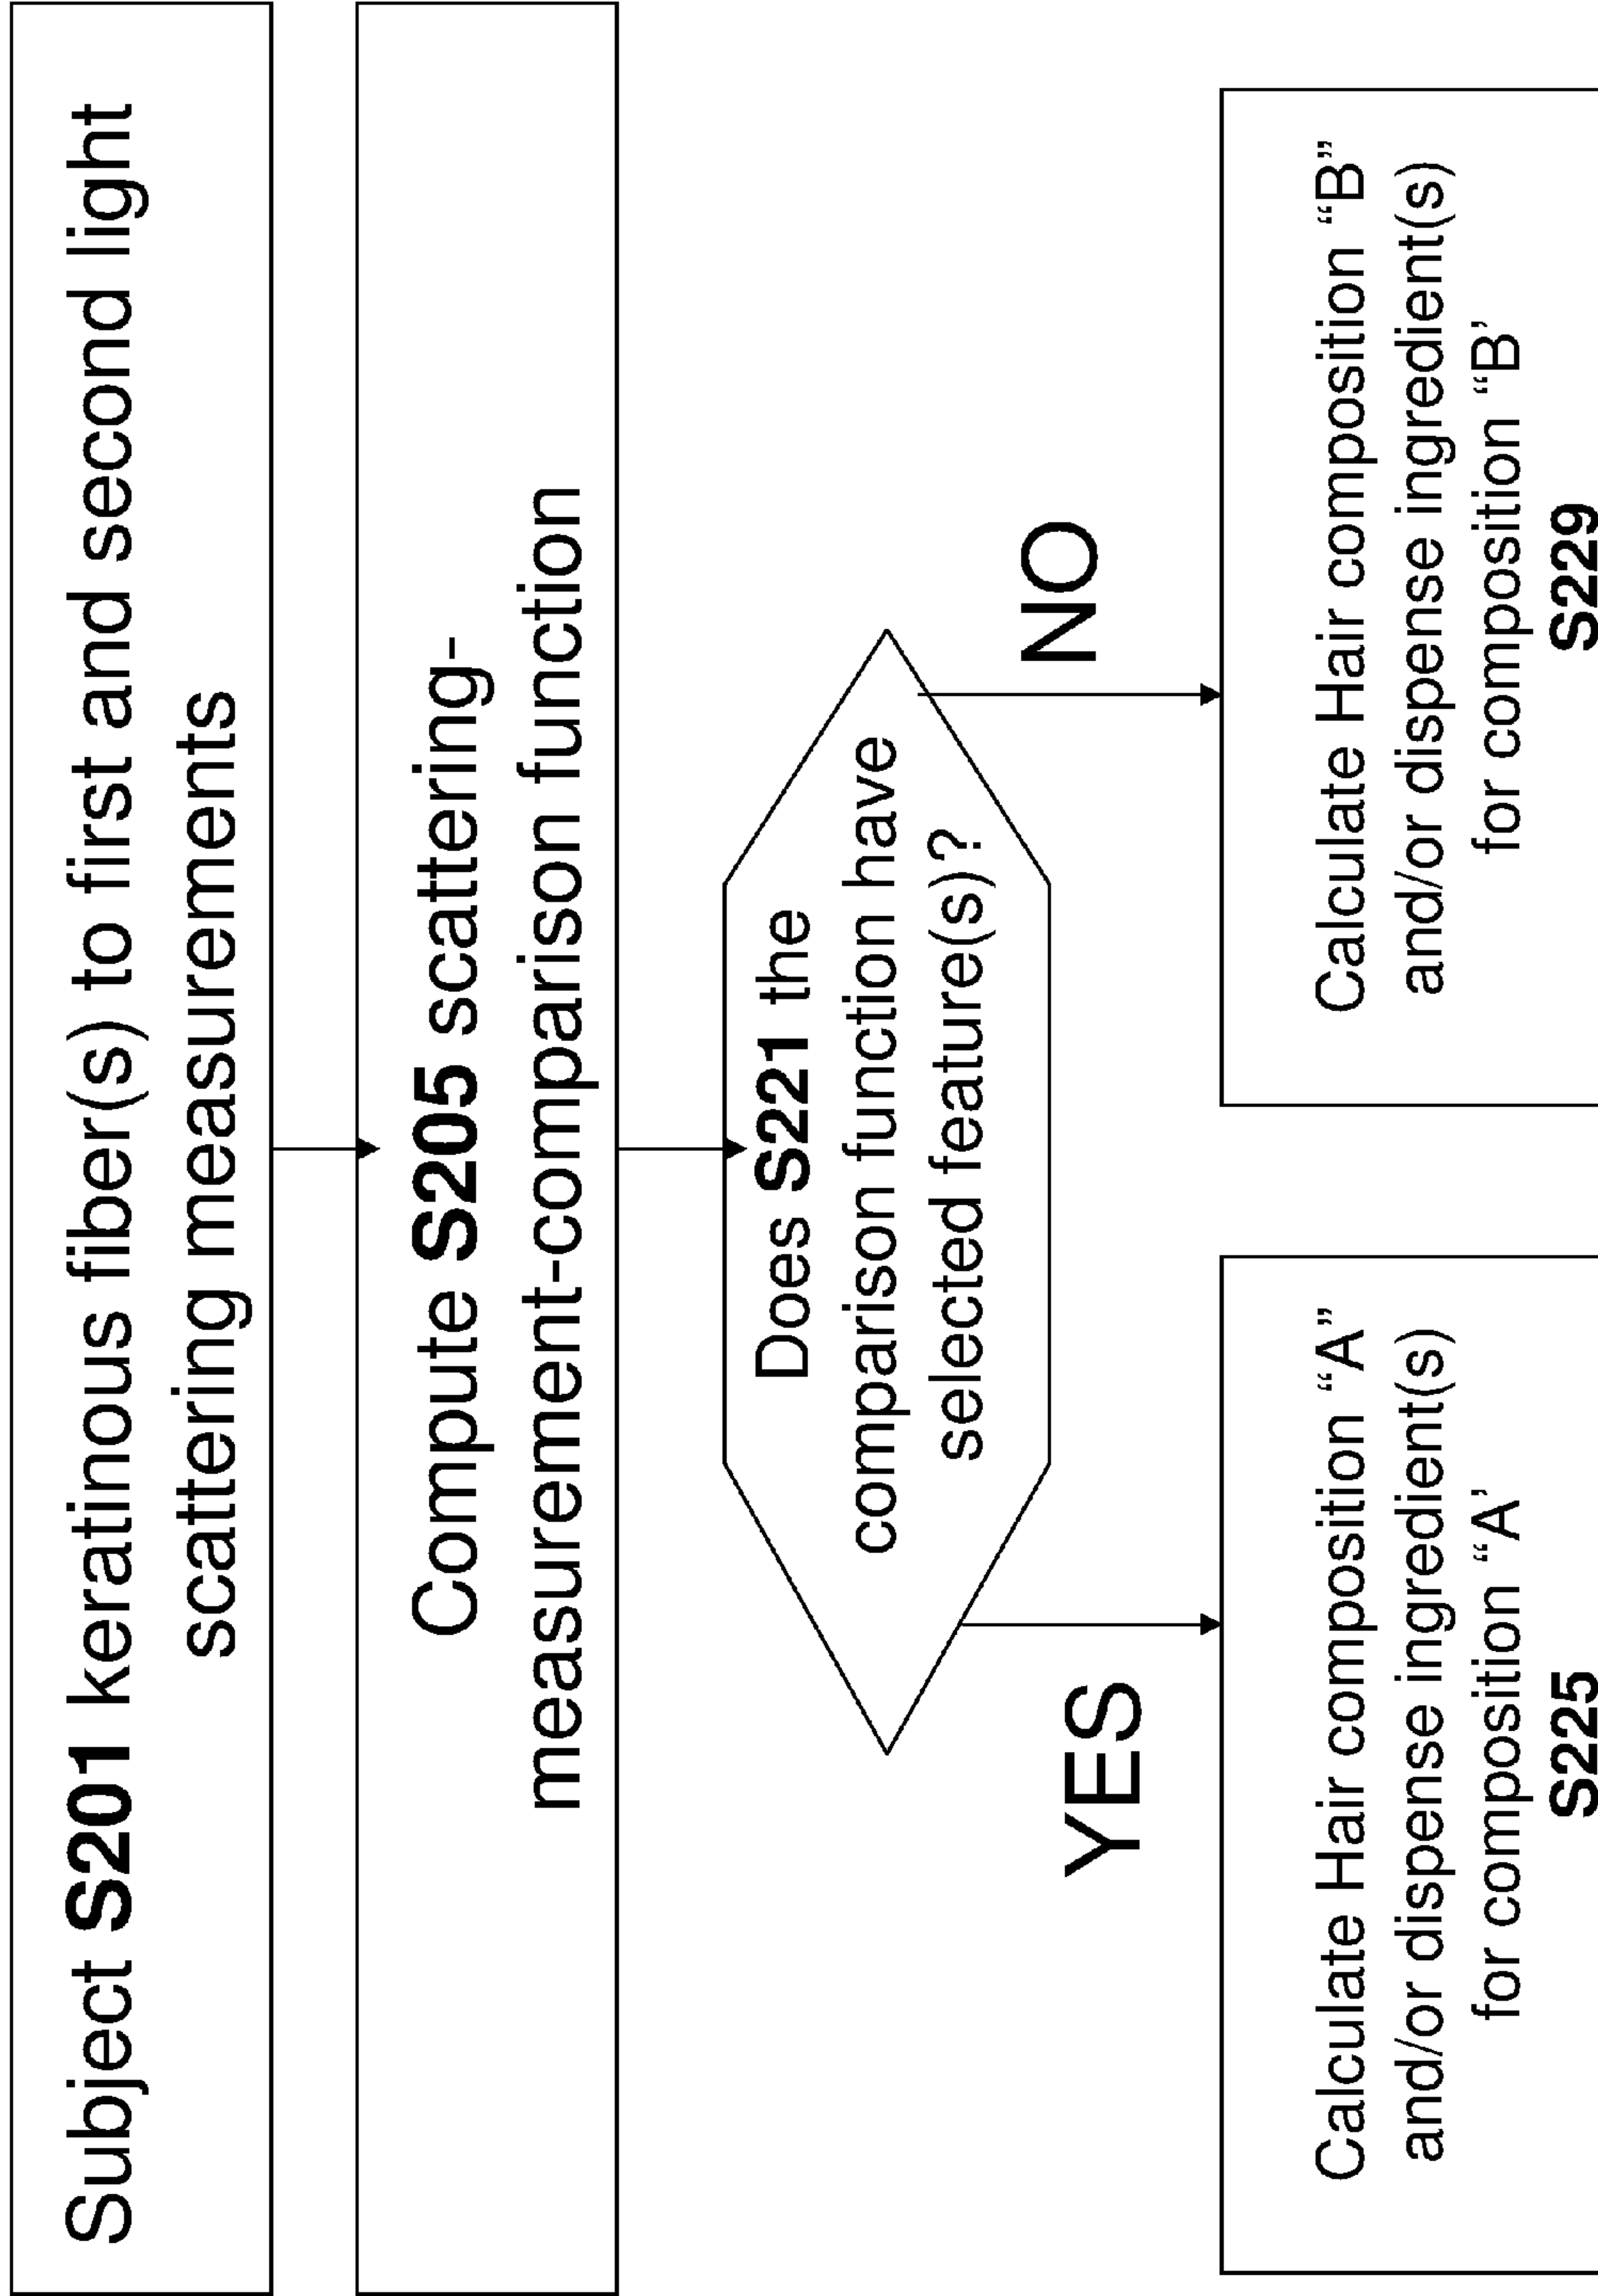 Subject S201 keratinous fiber(s) to first and second light
scattering measurements
Compute S205 scattering-
measurement-comparison function
Does S221 the
comparison function have
selected feature(s)?
YES
NO
Calculate Hair composition “A”
and/or dispense ingredient(s)
for composition “A’
S225
Calculate Hair composition “B”
and/or dispense ingredient(s)
for composition “B’
S229